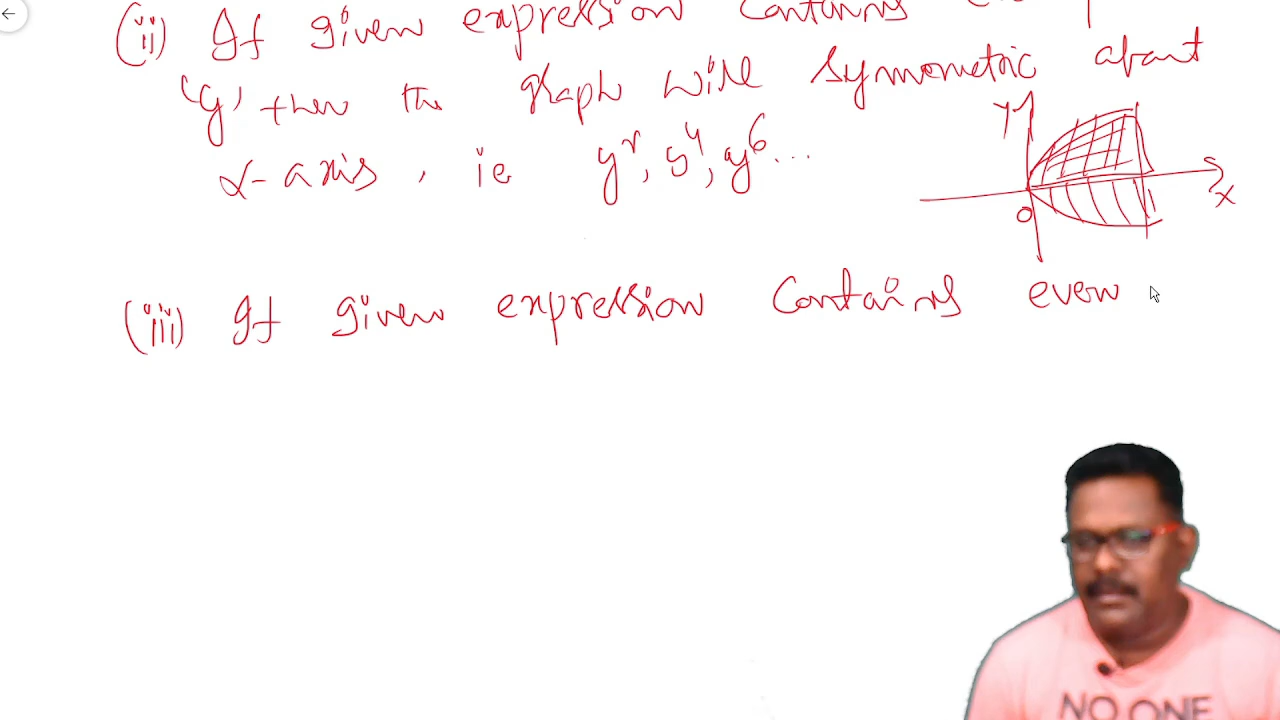 (ii) If given expression contains
'y' then the graph will symmetric about
x-axis, ie y², y⁴, y⁶...
Y
O
X
(iii) If given expression contains even
NO ONE